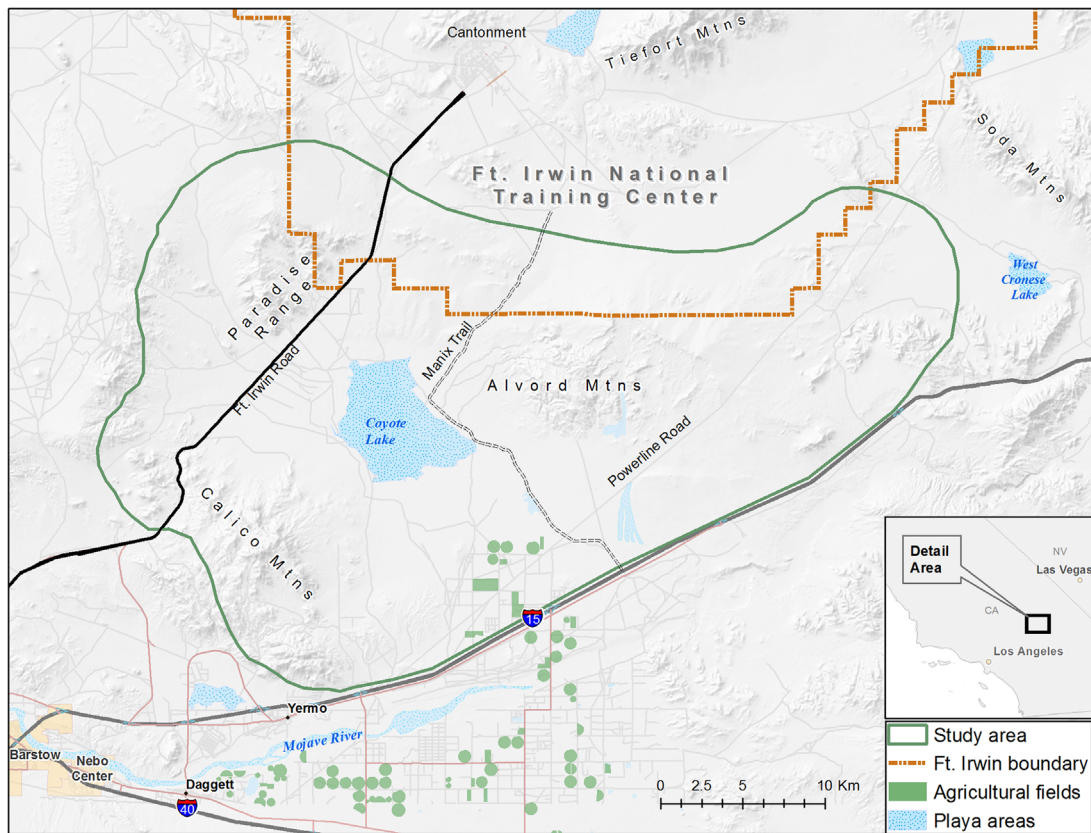 Cantonment
Tiefort Mtns
Soda Mtns
Ft. Irwin National
Training Center
Paradise
Range
West
Cronese
Lake
Manix Trail
Ft. Irwin Road
Alvord Mtns
Coyote
Lake
Powerline Road
Calico Mtns
15
Yermo
Mojave River
Barstow
Nebo
Center
Daggett
40
0 2.5 5 10 Km
Detail
Area
NV
Las Vegas
CA
Los Angeles
Study area
Ft. Irwin boundary
Agricultural fields
Playa areas